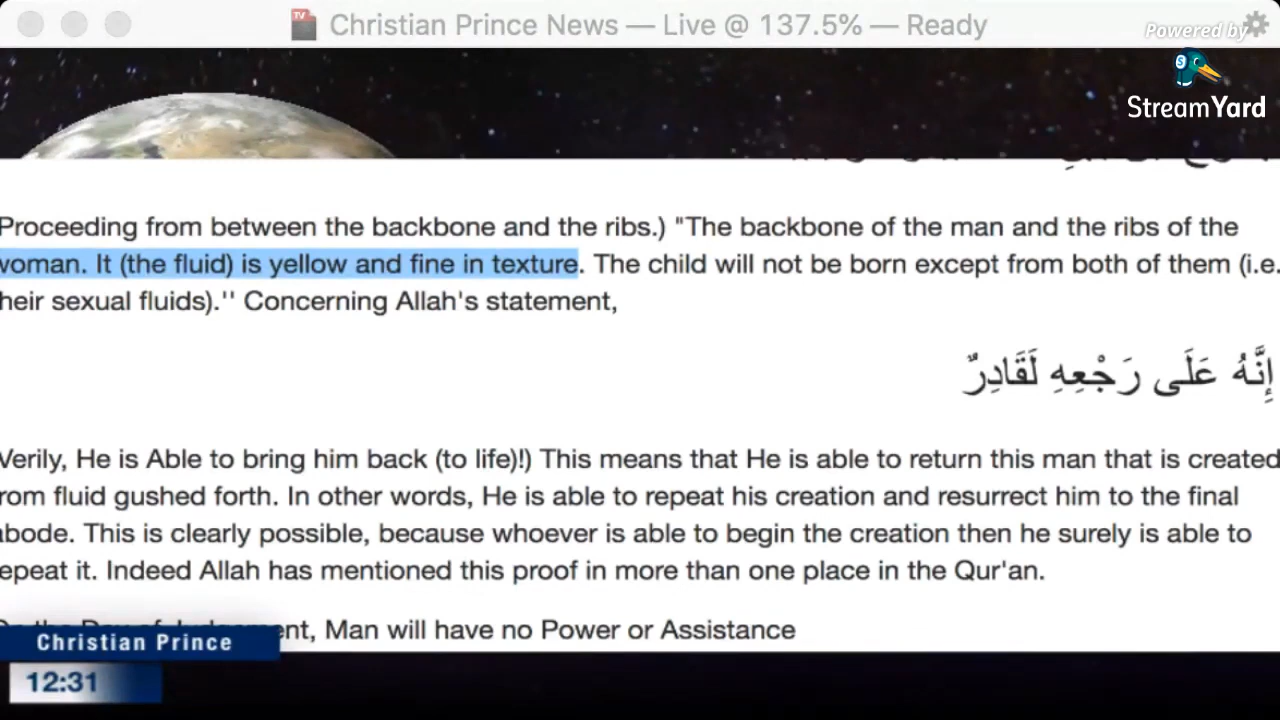 Christian Prince News — Live @ 137.5% — Ready
Powered by
StreamYard
Proceeding from between the backbone and the ribs.) "The backbone of the man and the ribs of the
woman. It (the fluid) is yellow and fine in texture. The child will not be born except from both of them (i.e.
heir sexual fluids).'' Concerning Allah's statement,
إِنَّهُ عَلَى رَجْعِهِ لَقَادِرٌ
Verily, He is Able to bring him back (to life)!) This means that He is able to return this man that is created
rom fluid gushed forth. In other words, He is able to repeat his creation and resurrect him to the final
abode. This is clearly possible, because whoever is able to begin the creation then he surely is able to
epeat it. Indeed Allah has mentioned this proof in more than one place in the Qur'an.
Man will have no Power or Assistance
Christian Prince
12:31